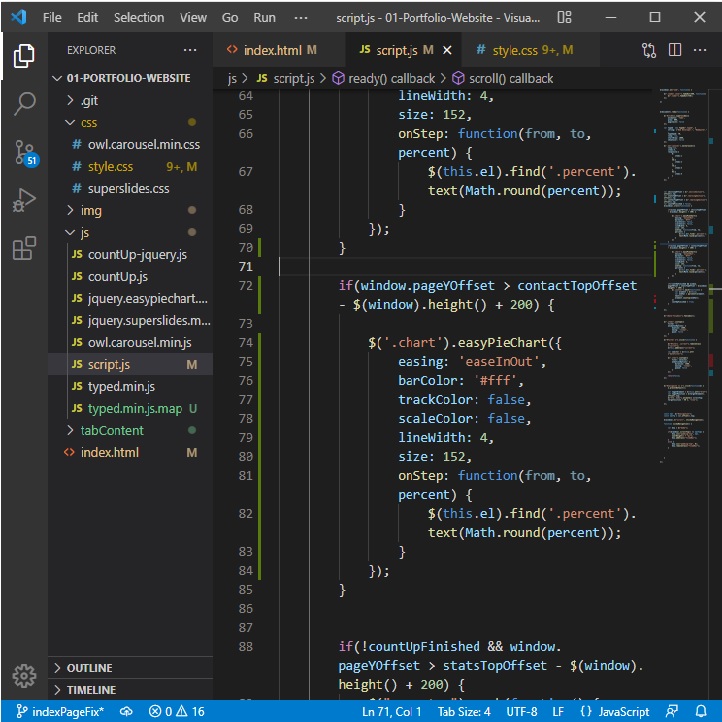 File Edit Selection View Go Run ··· script.js - 01-Portfolio-Website - Visua...
EXPLORER ···
01-PORTFOLIO-WEBSITE
.git
css
# owl.carousel.min.css
# style.css 9+, M
# superslides.css
img
js
JS countUp-jquery.js
JS countUp.js
JS jquery.easypiechart....
JS jquery.superslides.m...
JS owl.carousel.min.js
JS script.js M
JS typed.min.js
JS typed.min.js.map U
tabContent
<> index.html M
OUTLINE
TIMELINE
51
<> index.html M JS script.js M # style.css 9+, M ···
js > JS script.js > ready() callback > scroll() callback
64 lineWidth: 4,
65 size: 152,
66 onStep: function(from, to,
percent) {
67 $(this.el).find('.percent').
text(Math.round(percent));
68 }
69 });
70 }
71
72 if(window.pageYOffset > contactTopOffset
- $(window).height() + 200) {
73
74 $('.chart').easyPieChart({
75 easing: 'easeInOut',
76 barColor: '#fff',
77 trackColor: false,
78 scaleColor: false,
79 lineWidth: 4,
80 size: 152,
81 onStep: function(from, to,
percent) {
82 $(this.el).find('.percent').
text(Math.round(percent));
83 }
84 });
85 }
86
87
88 if(!countUpFinished && window.
pageYOffset > statsTopOffset - $(window).
height() + 200) {
indexPageFix* 0 16 Ln 71, Col 1 Tab Size: 4 UTF-8 LF {} JavaScript